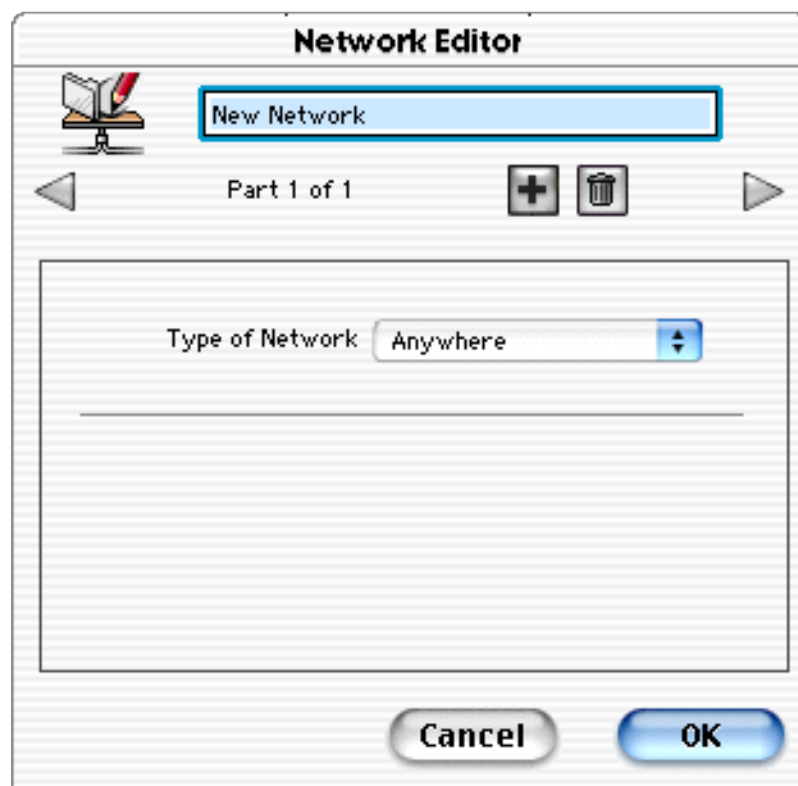 Network Editor
New Network
Part 1 of 1
Type of Network Anywhere
Cancel OK